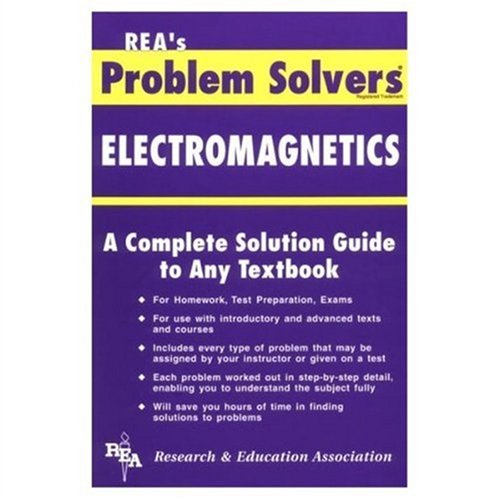 REA's
Problem Solvers®
Registered Trademark
ELECTROMAGNETICS
A Complete Solution Guide
to Any Textbook
For Homework, Test Preparation, Exams
For use with introductory and advanced texts
and courses
Includes every type of problem that may be
assigned by your instructor or given on a test
Each problem worked out in step-by-step detail,
enabling you to understand the subject fully
Will save you hours of time in finding
solutions to problems
REA
Research & Education Association